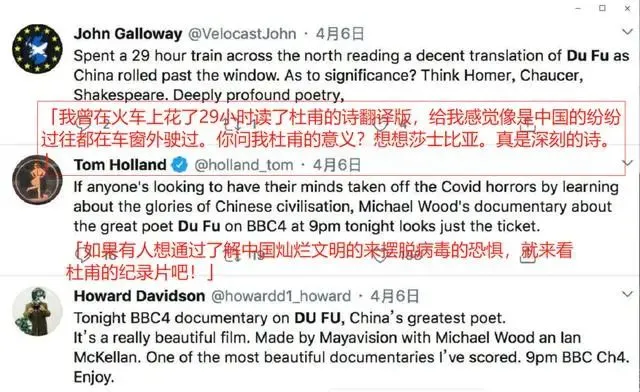 John Galloway @VelocastJohn · 4月6日
Spent a 29 hour train across the north reading a decent translation of Du Fu as
China rolled past the window. As to significance? Think Homer, Chaucer,
Shakespeare. Deeply profound poetry,
「我曾在火车上花了29小时读了杜甫的诗翻译版，给我感觉像是中国的纷纷
过往都在车窗外驶过。你问我杜甫的意义？想想莎士比亚。真是深刻的诗。
Tom Holland @holland_tom · 4月6日
If anyone's looking to have their minds taken off the Covid horrors by learning
about the glories of Chinese civilisation, Michael Wood's documentary about
the great poet Du Fu on BBC4 at 9pm tonight looks just the ticket.
「如果有人想通过了解中国灿烂文明的来摆脱病毒的恐惧，就来看
杜甫的纪录片吧！」
Howard Davidson @howardd1_howard · 4月6日
Tonight BBC4 documentary on DU FU, China's greatest poet.
It's a really beautiful film. Made by Mayavision with Michael Wood an Ian
McKellan. One of the most beautiful documentaries I've scored. 9pm BBC Ch4.
Enjoy.